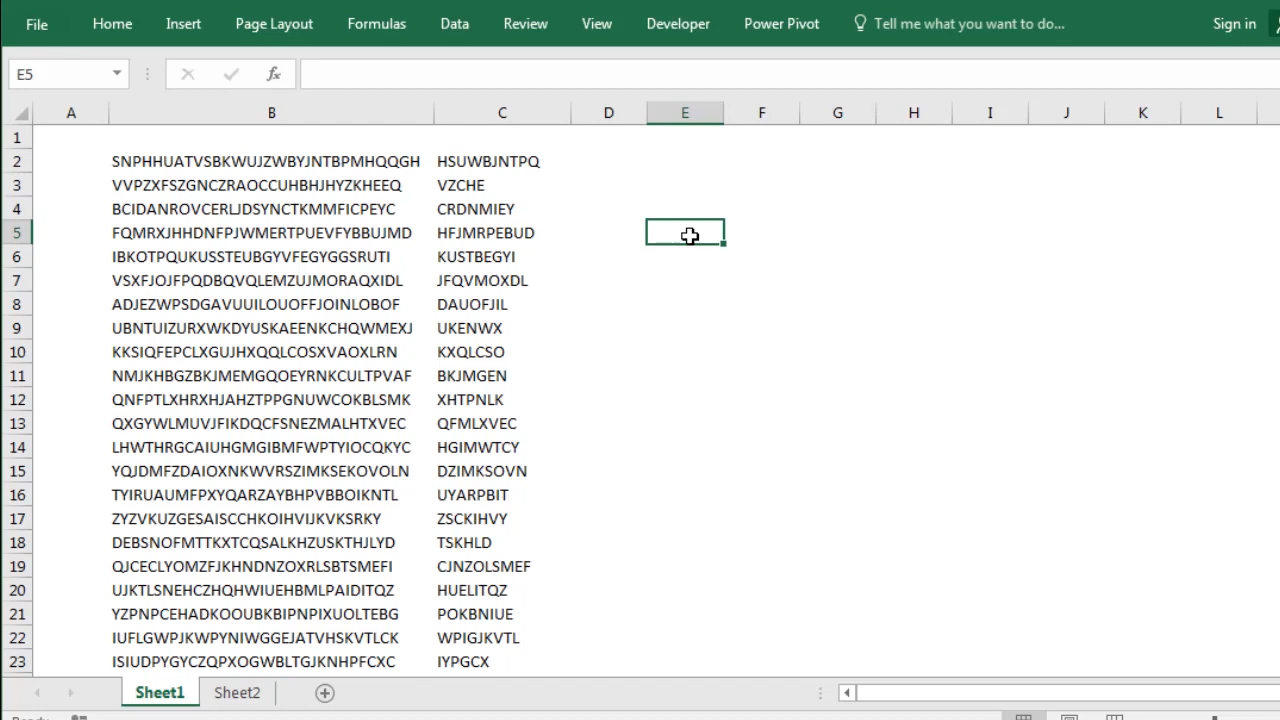 File Home Insert Page Layout Formulas Data Review View Developer Power Pivot Tell me what you want to do... Sign in
E5 fx
A B C D E F G H I J K L
1
2 SNPHHUATVSBKWUJZWBYJNTBPMHQQGH HSUWBJNTPQ
3 VVPZXFSZGNCZRAOCCUHBHJHYZKHEEQ VZCHE
4 BCIDANROVCERLJDSYNCTKMMFICPEYC CRDNMIEY
5 FQMRXJHHDNFPJWMERTPUEVFYBBUJMD HFJMRPEBUD
6 IBKOTPQUKUSSTEUBGYVFEGYGGSRUTI KUSTBEGYI
7 VSXFJOJFPQDBQVQLEMZUJMORAQXIDL JFQVMOXDL
8 ADJEZWPSDGAVUUILOUOFFJOINLOBOF DAUOFJIL
9 UBNTUIZURXWKDYUSKAEENKCHQWMEXJ UKENWX
10 KKSIQFEPCLXGUJHXQQLCOSXVAOXLRN KXQLCSO
11 NMJKHBGZBKJMEMGQOEYRNKCULTPVAF BKJMGEN
12 QNFPTLXHRXHJAHZTPPGNUWCOKBLSMK XHTPNLK
13 QXGYWLMUVJFIKDQCFSNEZMALHTXVEC QFMLXVEC
14 LHWTHRGCAIUHGMGIBMFWPTYIOCQKYC HGIMWTCY
15 YQJDMFZDAIOXNKWVRSZIMKSEKOVOLN DZIMKSOVN
16 TYIRUAUMFPXYQARZAYBHPVBBOIKNTL UYARPBIT
17 ZYZVKUZGESAISCCHKOIHVIJKVKSRKY ZSCKIHVY
18 DEBSNOFMTTKXTCQSALKHZUSKTHJLYD TSKHLD
19 QJCECLYOMZFJKHNDNZOXRLSBTSMEFI CJNZOLSMEF
20 UJKTLSNEHCZHQHWIUEHBMLPAIDITQZ HUELITQZ
21 YZPNPCEHADKOOUBKBIPNPIXUOLTEBG POKBNIUE
22 IUFLGWPJKWPYNIWGGEJATVHSKVTLCK WPIGJKVTL
23 ISIUDPYGYCZQPXOGWBLTGJKNHPFCXC IYPGCX
Sheet1 Sheet2